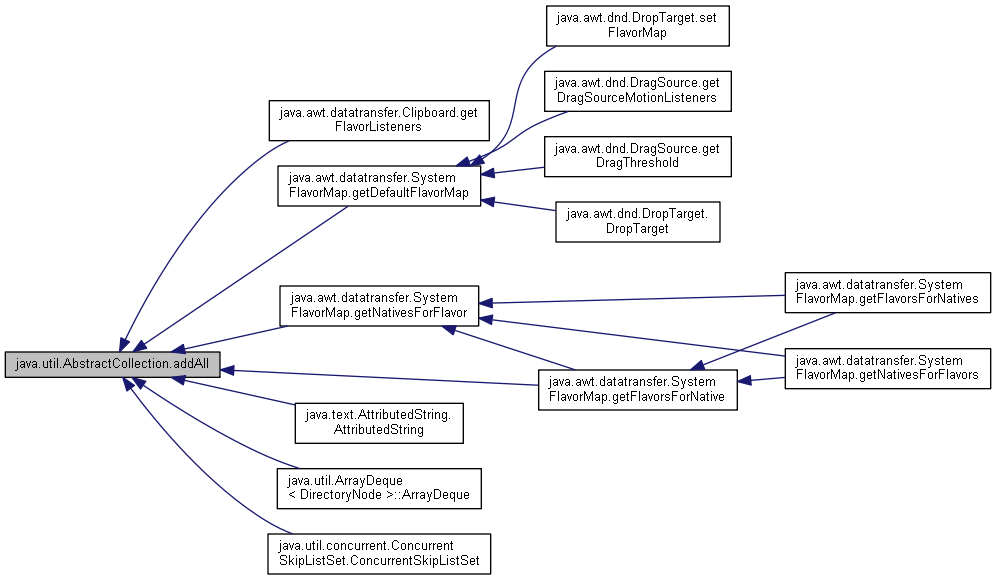 java.awt.dnd.DropTarget.set
FlavorMap
java.awt.dnd.DragSource.get
DragSourceMotionListeners
java.awt.datatransfer.Clipboard.get
FlavorListeners
java.awt.dnd.DragSource.get
DragThreshold
java.awt.datatransfer.System
FlavorMap.getDefaultFlavorMap
java.awt.dnd.DropTarget.
DropTarget
java.awt.datatransfer.System
FlavorMap.getNativesForFlavor
java.awt.datatransfer.System
FlavorMap.getFlavorsForNatives
java.util.AbstractCollection.addAll
java.awt.datatransfer.System
FlavorMap.getFlavorsForNative
java.awt.datatransfer.System
FlavorMap.getNativesForFlavors
java.text.AttributedString.
AttributedString
java.util.ArrayDeque
< DirectoryNode >::ArrayDeque
java.util.concurrent.Concurrent
SkipListSet.ConcurrentSkipListSet